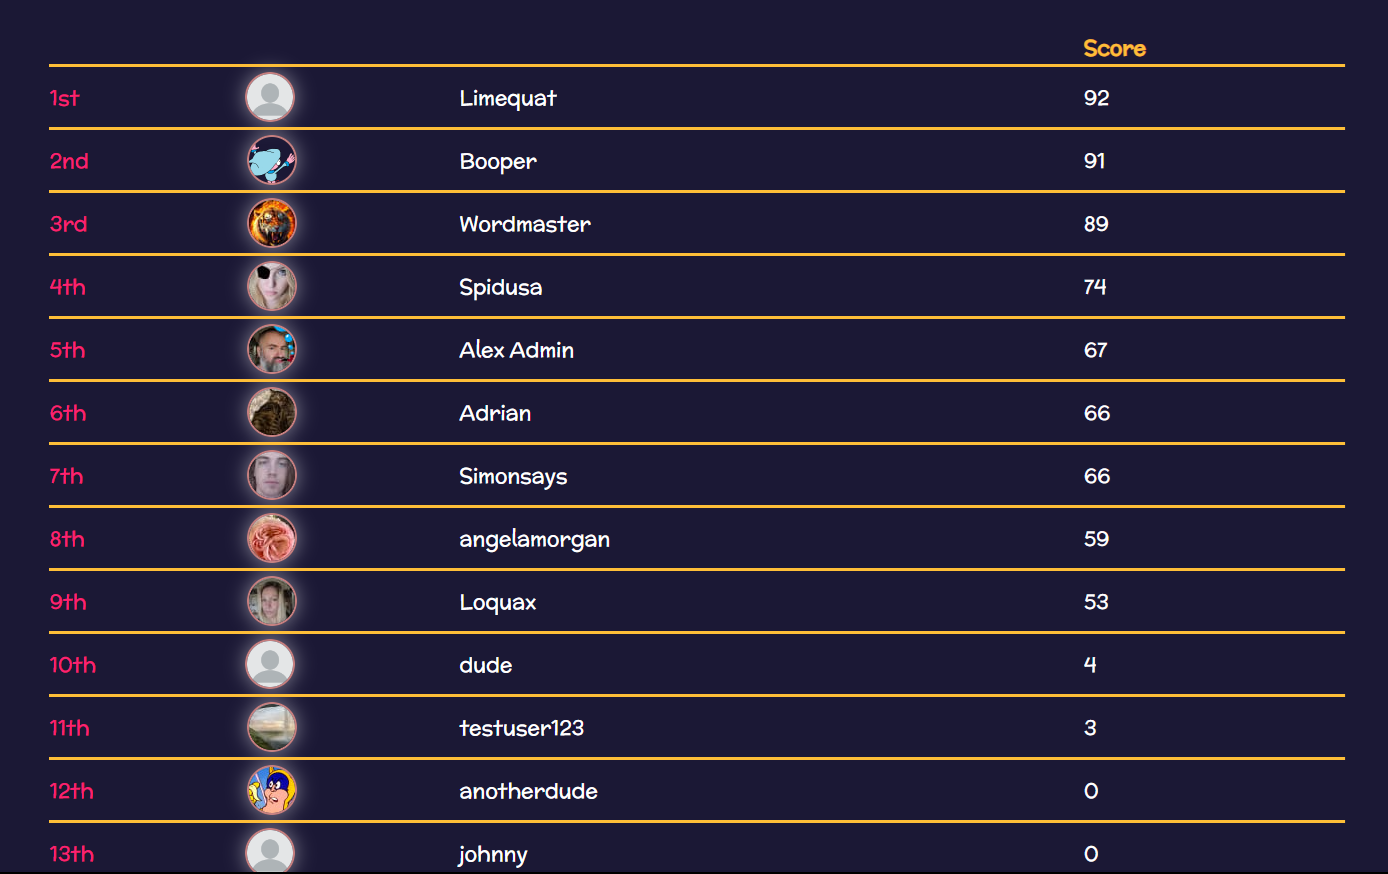 Score
1st Limequat 92
2nd Booper 91
3rd Wordmaster 89
4th Spidusa 74
5th Alex Admin 67
6th Adrian 66
7th Simonsays 66
8th angelamorgan 59
9th Loquax 53
10th dude 4
11th testuser123 3
12th anotherdude 0
13th johnny 0